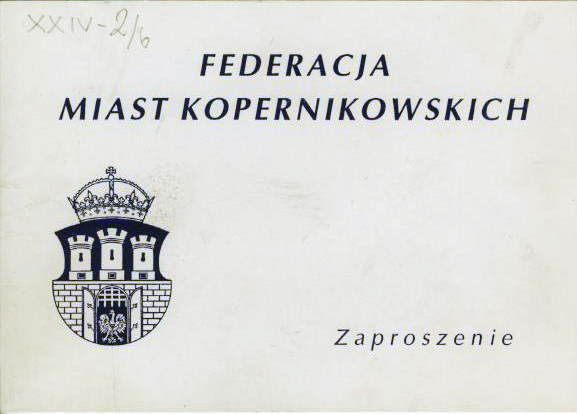 XXIV-2/6
FEDERACJA
MIAST KOPERNIKOWSKICH
Zaproszenie